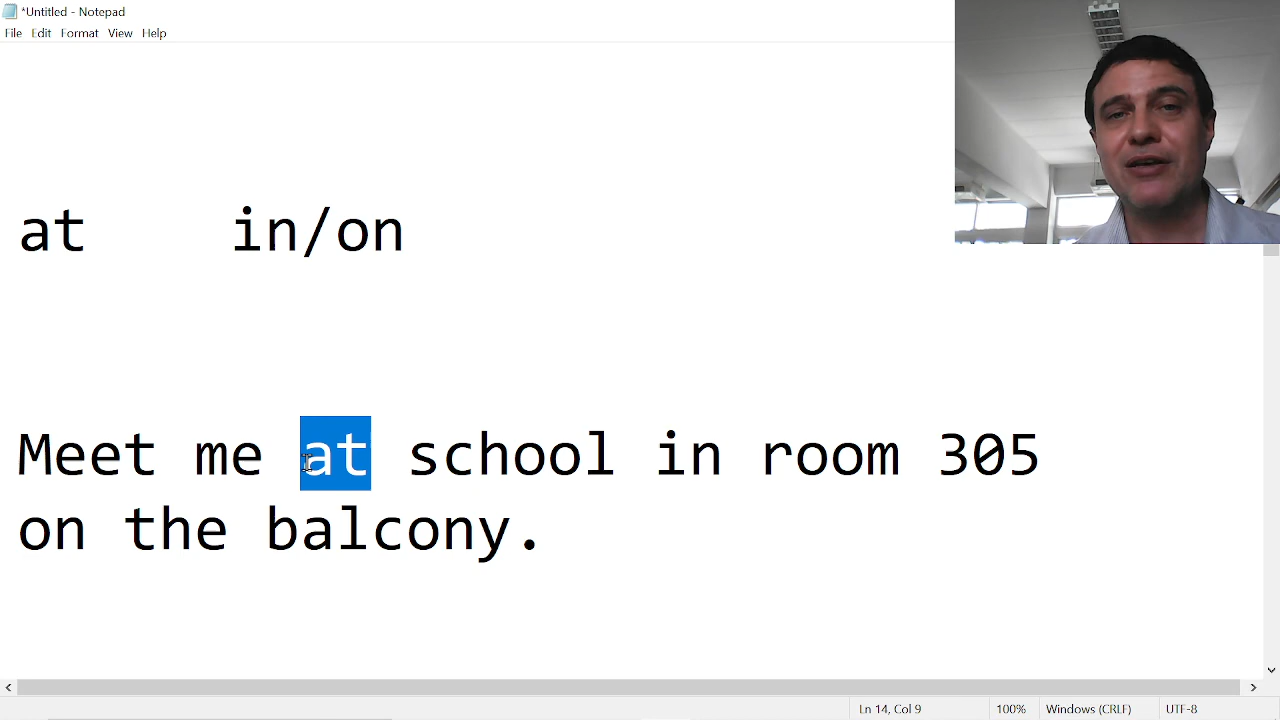 *Untitled - Notepad
File Edit Format View Help
at in/on
Meet me at school in room 305
on the balcony.
Ln 14, Col 9 100% Windows (CRLF) UTF-8